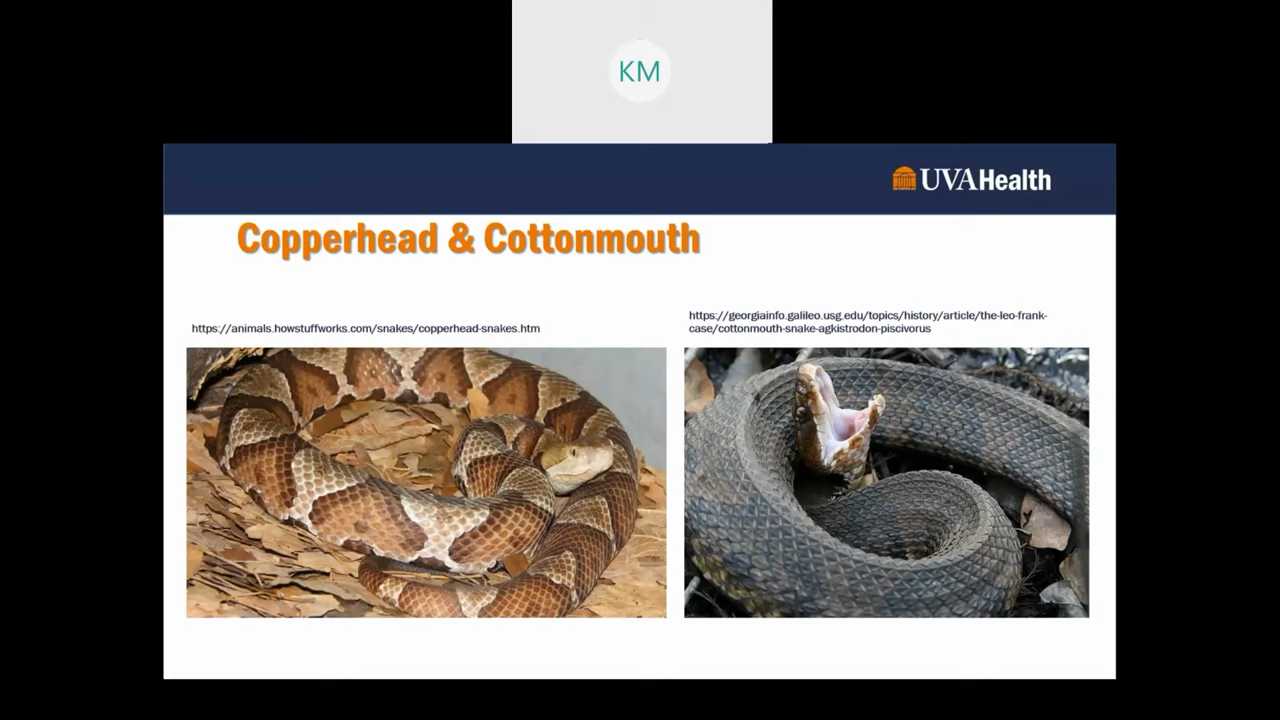 KM
UVAHealth
Copperhead & Cottonmouth
https://animals.howstuffworks.com/snakes/copperhead-snakes.htm
https://georgiainfo.galileo.usg.edu/topics/history/article/the-leo-frank-
case/cottonmouth-snake-agkistrodon-piscivorus